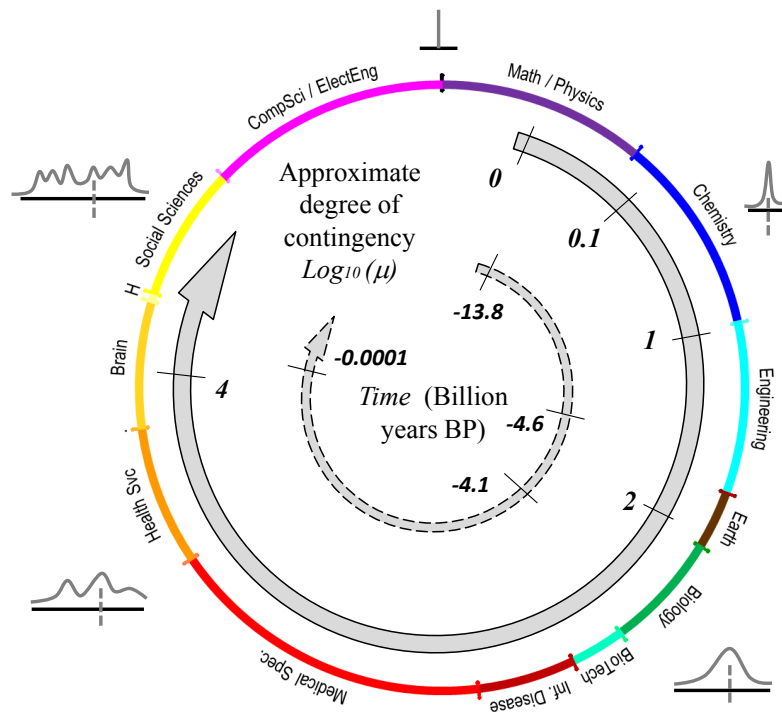 CompSci / ElectEng
Math / Physics
Chemistry
Engineering
Earth
Biology
BioTech
Inf. Disease
Medical Spec.
Health Svc
Brain
H
Social Sciences
Approximate
degree of
contingency
Log10 (μ)
0
0.1
1
2
4
-13.8
-4.6
-4.1
-0.0001
Time (Billion
years BP)